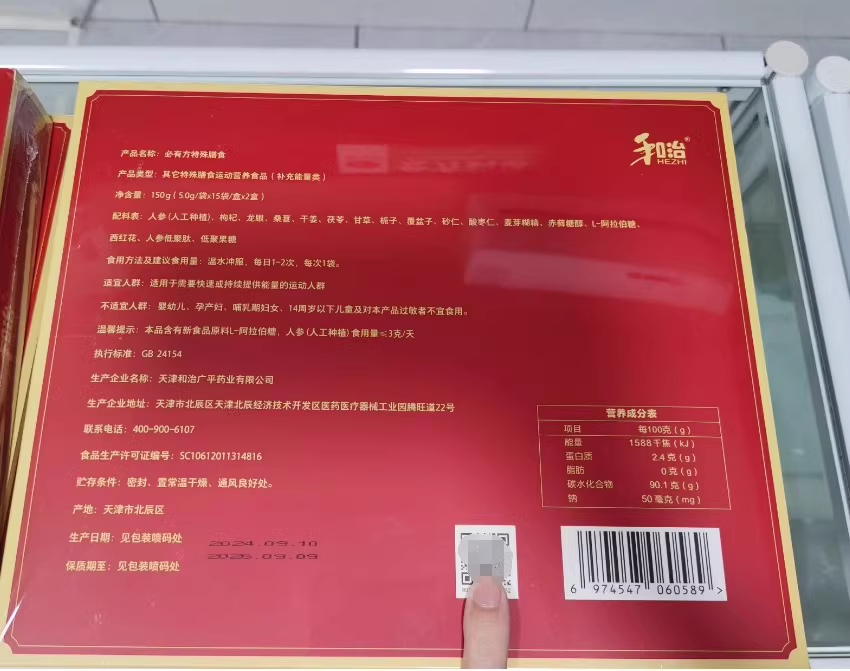 和治®
HEZHI
产品名称：必有方特殊膳食
产品类型：其它特殊膳食运动营养食品（补充能量类）
净含量：150g（5.0g/袋x15袋/盒x2盒）
配料表：人参（人工种植）、枸杞、龙眼、桑葚、干姜、茯苓、甘草、栀子、覆盆子、砂仁、酸枣仁、麦芽糊精、赤藓糖醇、L-阿拉伯糖、
西红花、人参低聚肽、低聚果糖
食用方法及建议食用量：温水冲服，每日1-2次，每次1袋。
适宜人群：适用于需要快速或持续提供能量的运动人群
不适宜人群：婴幼儿、孕产妇、哺乳期妇女、14周岁以下儿童及对本产品过敏者不宜食用。
温馨提示：本品含有新食品原料L-阿拉伯糖，人参（人工种植）食用量≤3克/天
执行标准：GB 24154
生产企业名称：天津和治广平药业有限公司
生产企业地址：天津市北辰区天津北辰经济技术开发区医药医疗器械工业园腾旺道22号
联系电话：400-900-6107
食品生产许可证编号：SC10612011314816
贮存条件：密封、置常温干燥、通风良好处。
产地：天津市北辰区
生产日期：见包装喷码处 2024.09.10
保质期至：见包装喷码处 2026.09.09
营养成分表
项目 每100克（g）
能量 1588千焦（kJ）
蛋白质 2.4克（g）
脂肪 0克（g）
碳水化合物 90.1克（g）
钠 50毫克（mg）
6 974547 060589 >